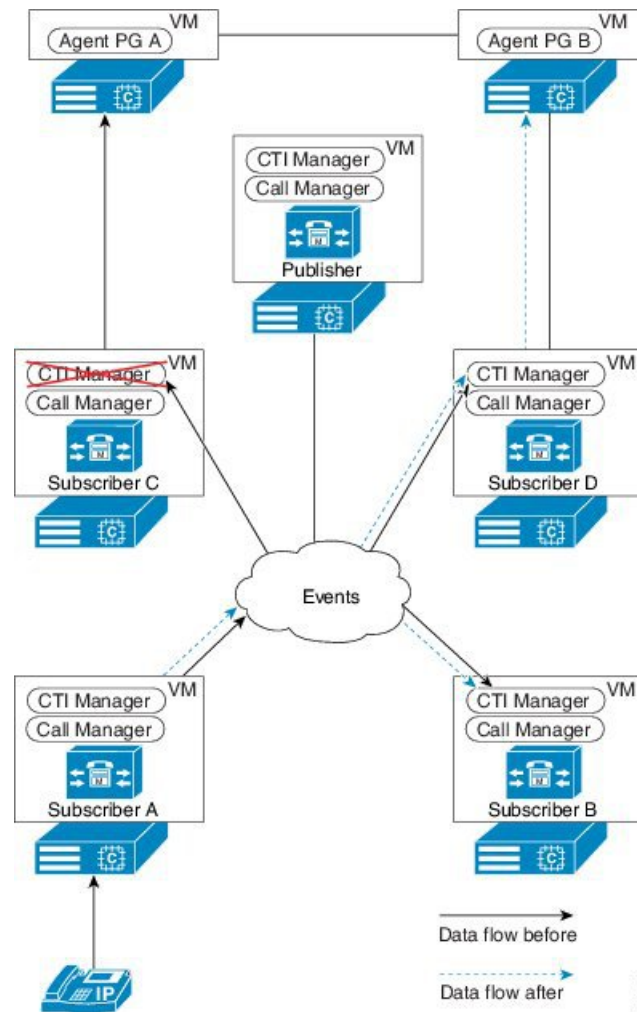 VM
VM
Agent PG A
Agent PG B
C
C
VM
CTI Manager
Call Manager
M
Publisher
C
VM
CTI Manager
Call Manager
M
Subscriber C
C
VM
CTI Manager
Call Manager
M
Subscriber D
C
Events
VM
CTI Manager
Call Manager
M
Subscriber A
C
VM
CTI Manager
Call Manager
M
Subscriber B
C
Data flow before
Data flow after
IP